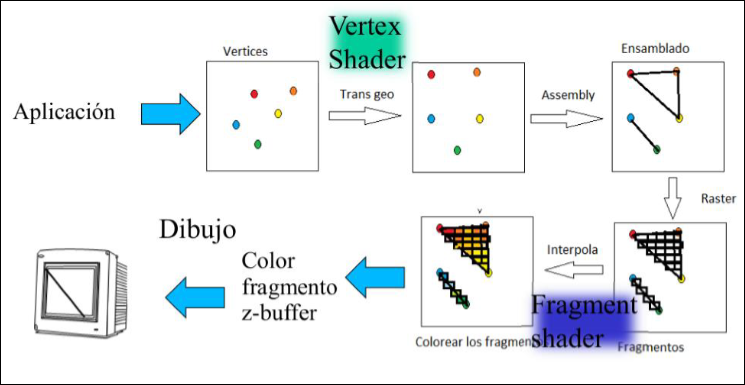 Aplicación
Vertices
Vertex
Shader
Trans geo
Assembly
Ensamblado
Raster
Fragmentos
Fragment
shader
Interpola
v
Colorear los fragmen
Color
fragmento
z-buffer
Dibujo